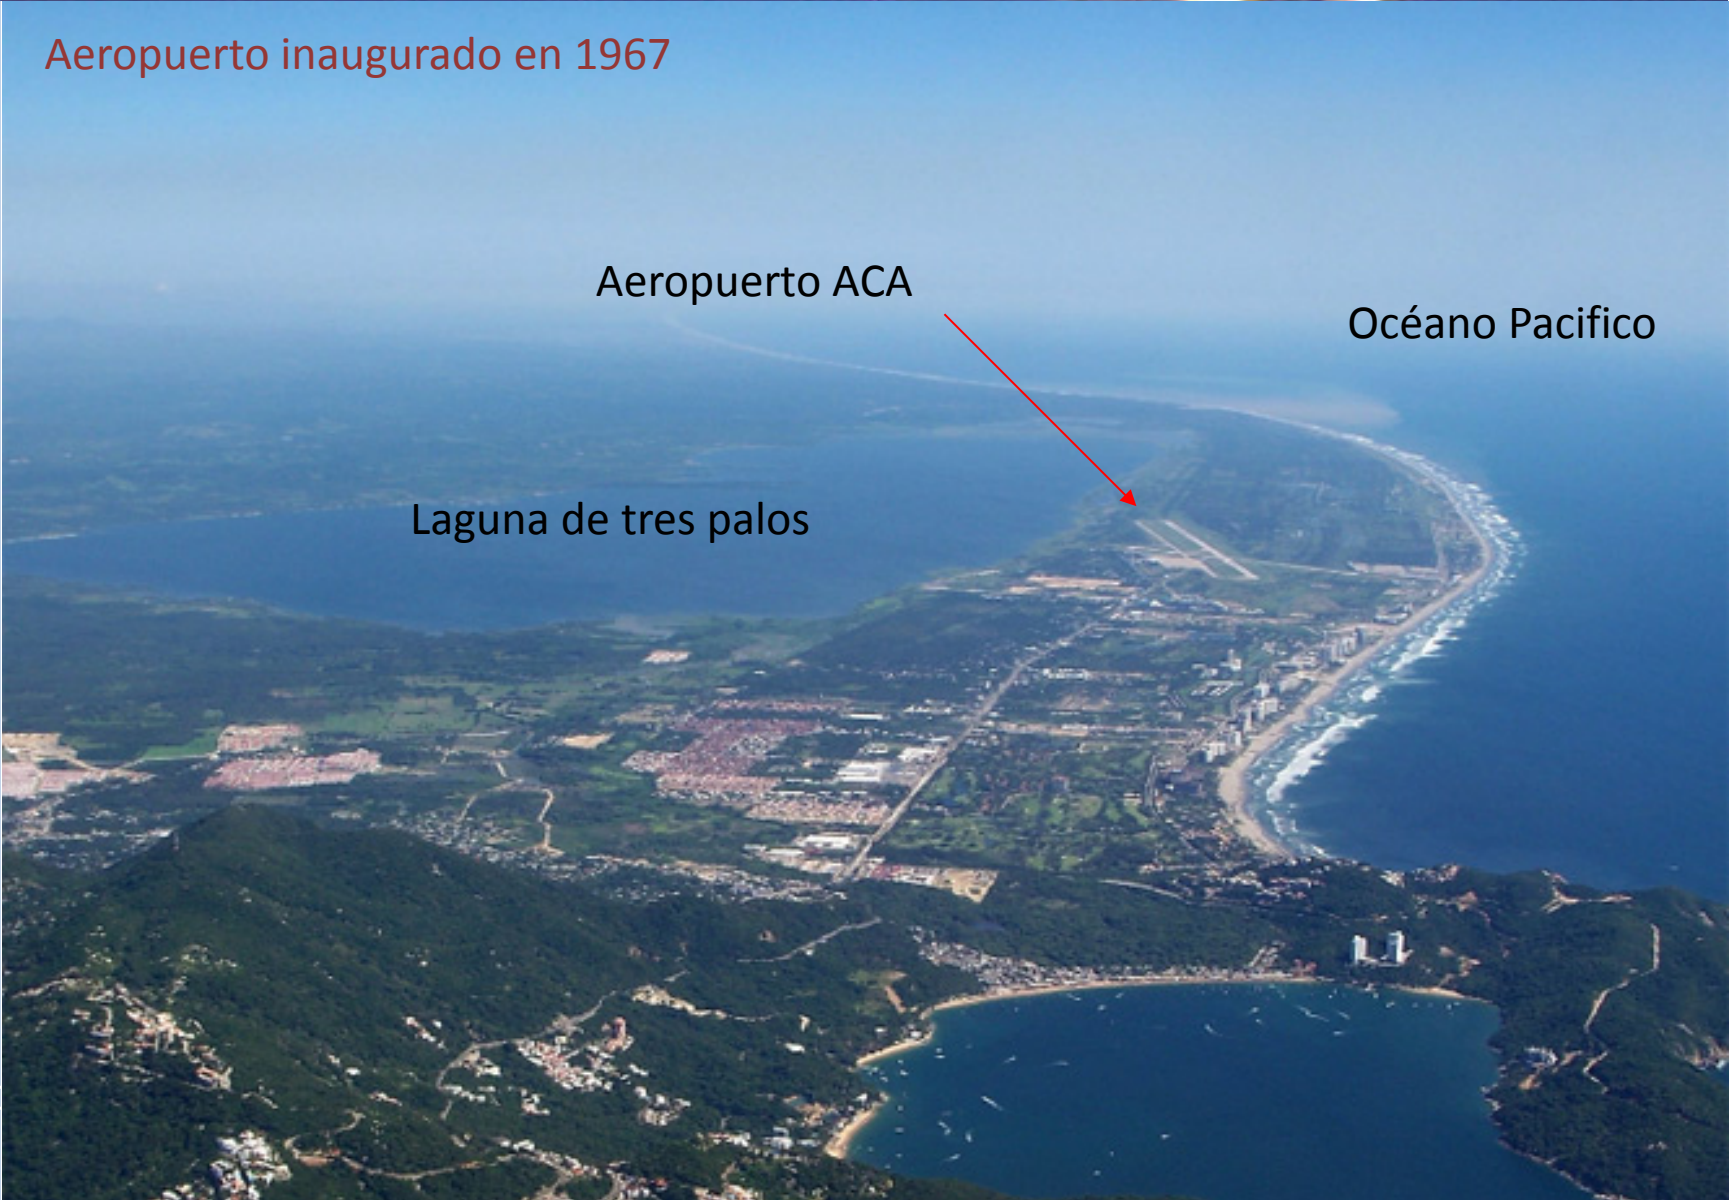 Aeropuerto inaugurado en 1967
Aeropuerto ACA
Océano Pacifico
Laguna de tres palos